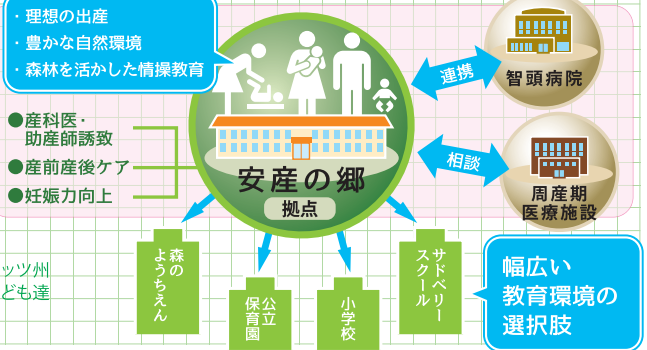 ・理想の出産
・豊かな自然環境
・森林を活かした情操教育
●産科医・
助産師誘致
●産前産後ケア
●妊娠力向上
安産の郷
拠点
連携
智頭病院
相談
周産期
医療施設
森の
ようちえん
公立
保育園
小学校
サドベリー
スクール
幅広い
教育環境の
選択肢
ッツ州
ども達